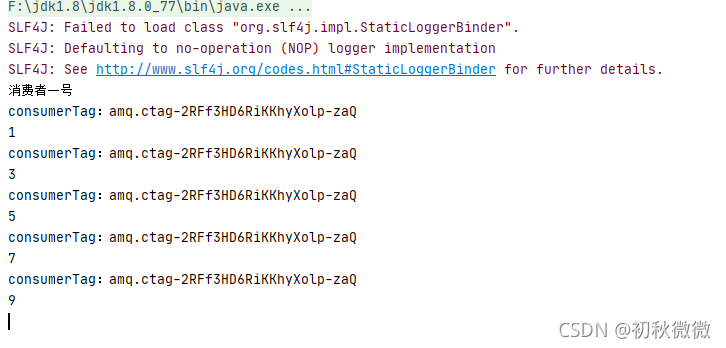 F:\jdk1.8\jdk1.8.0_77\bin\java.exe ...
SLF4J: Failed to load class "org.slf4j.impl.StaticLoggerBinder".
SLF4J: Defaulting to no-operation (NOP) logger implementation
SLF4J: See http://www.slf4j.org/codes.html#StaticLoggerBinder for further details.
消费者一号
consumerTag：amq.ctag-2RFf3HD6RiKKhyXolp-zaQ
1
consumerTag：amq.ctag-2RFf3HD6RiKKhyXolp-zaQ
3
consumerTag：amq.ctag-2RFf3HD6RiKKhyXolp-zaQ
5
consumerTag：amq.ctag-2RFf3HD6RiKKhyXolp-zaQ
7
consumerTag：amq.ctag-2RFf3HD6RiKKhyXolp-zaQ
9
CSDN @初秋微微